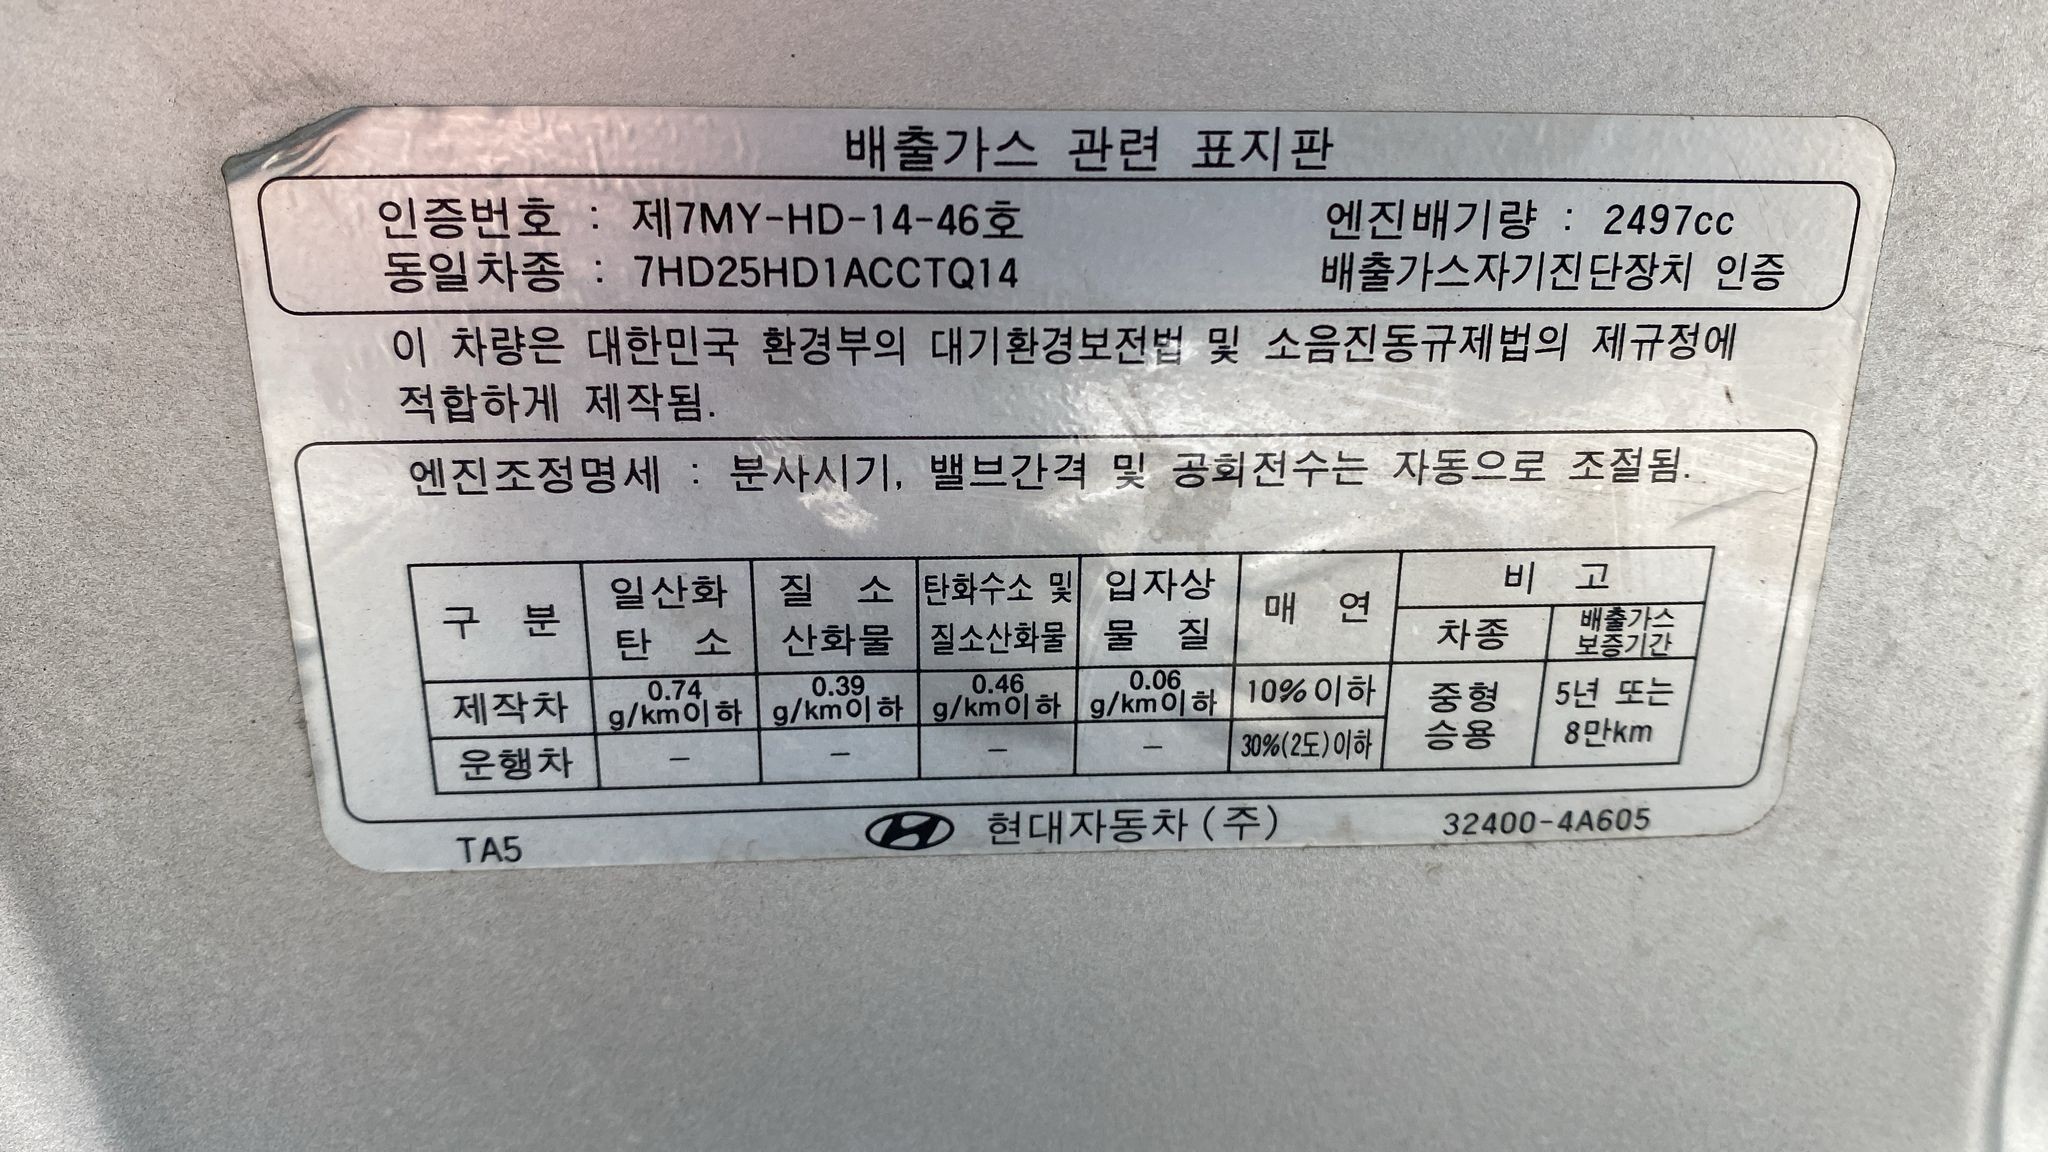 배출가스 관련 표지판
인증번호 : 제7MY-HD-14-46호 엔진배기량 : 2497cc
동일차종 : 7HD25HD1ACCTQ14 배출가스자기진단장치 인증
이 차량은 대한민국 환경부의 대기환경보전법 및 소음진동규제법의 제규정에
적합하게 제작됨.
엔진조정명세 : 분사시기, 밸브간격 및 공회전수는 자동으로 조절됨.
구 분 일산화 탄 소 질 소 산화물 탄화수소 및 질소산화물 입자상 물 질 매 연 비 고
차종 배출가스 보증기간
제작차 0.74 g/km이하 0.39 g/km이하 0.46 g/km이하 0.06 g/km이하 10%이하 중형 승용 5년 또는 8만km
운행차 - - - - 30%(2도)이하
TA5 현대자동차(주) 32400-4A605